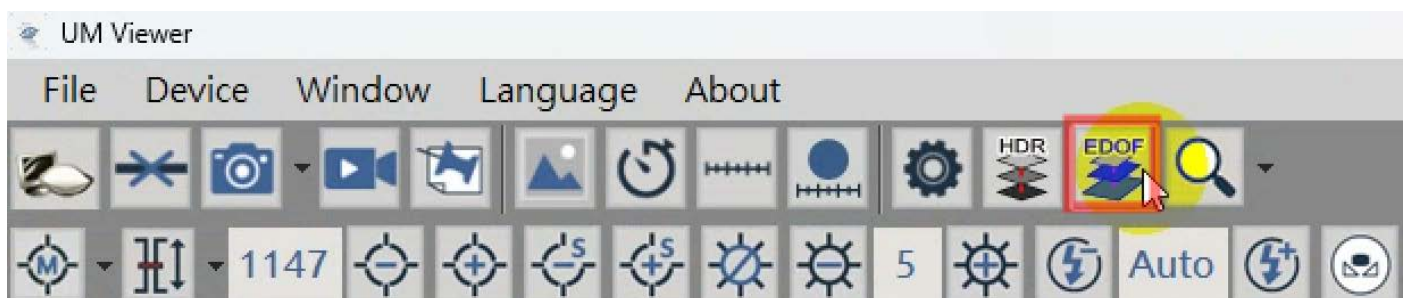 UM Viewer
File Device Window Language About
HDR EDOF
M 1147 S S 5 Auto